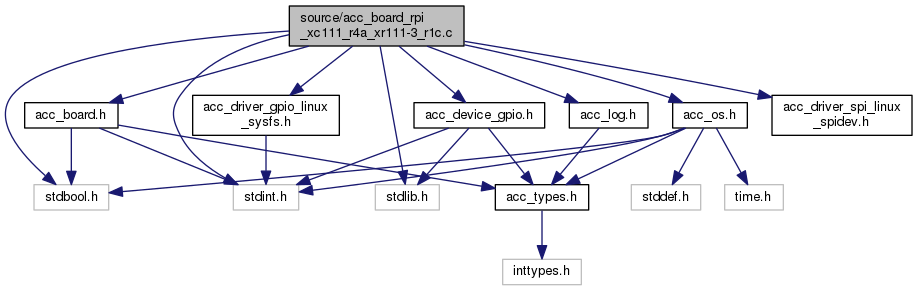 source/acc_board_rpi
_xc111_r4a_xr111-3_r1c.c
acc_board.h
acc_driver_gpio_linux
_sysfs.h
acc_device_gpio.h
acc_log.h
acc_os.h
acc_driver_spi_linux
_spidev.h
stdbool.h
stdint.h
stdlib.h
acc_types.h
stddef.h
time.h
inttypes.h